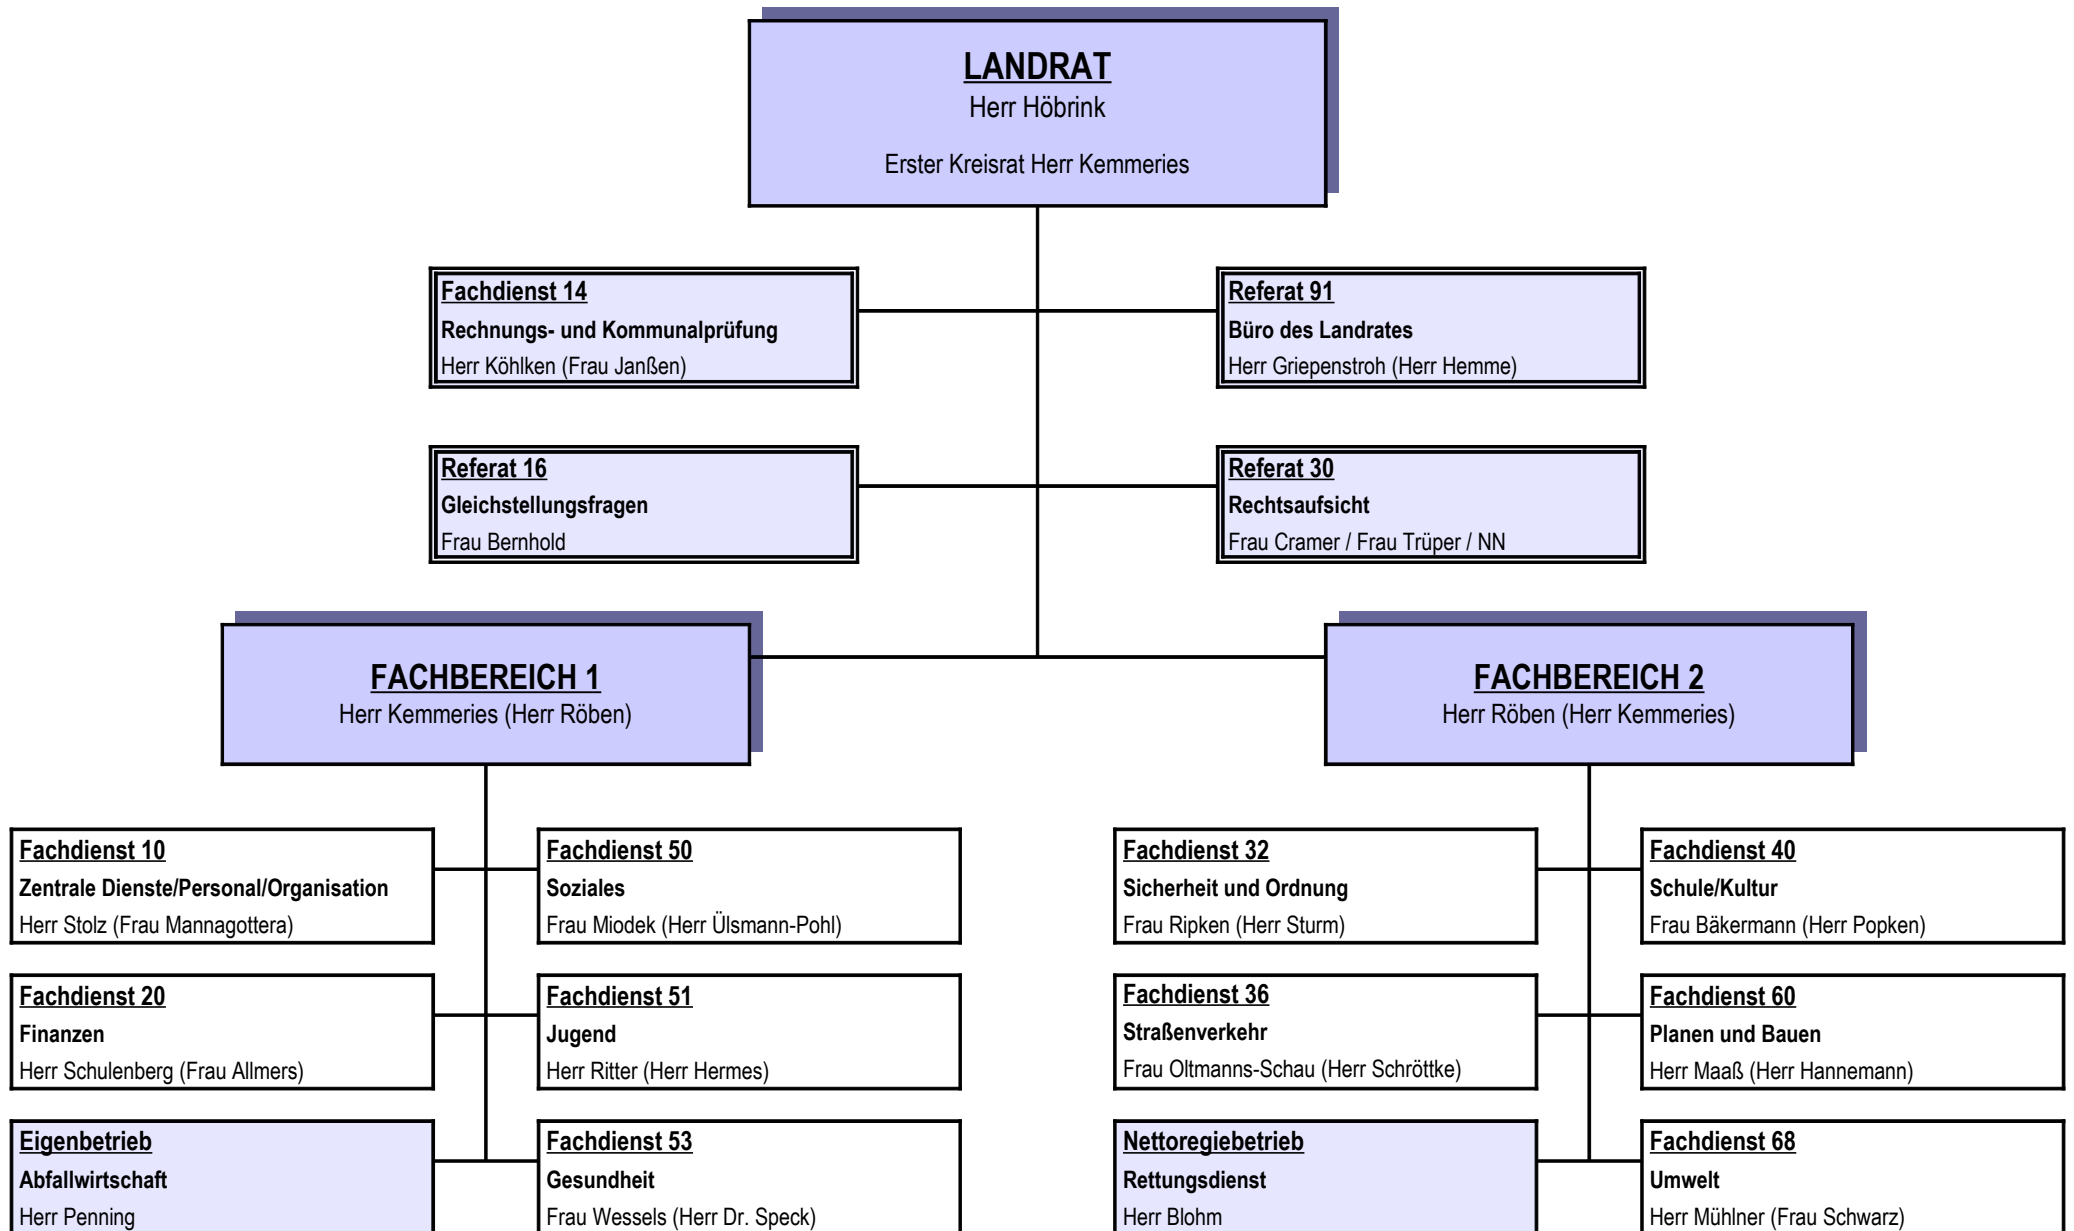 LANDRAT
Herr Höbrink
Erster Kreisrat Herr Kemmeries
Fachdienst 14
Rechnungs- und Kommunalprüfung
Herr Köhlken (Frau Janßen)
Referat 91
Büro des Landrates
Herr Griepenstroh (Herr Hemme)
Referat 16
Gleichstellungsfragen
Frau Bernhold
Referat 30
Rechtsaufsicht
Frau Cramer / Frau Trüper / NN
FACHBEREICH 1
Herr Kemmeries (Herr Röben)
FACHBEREICH 2
Herr Röben (Herr Kemmeries)
Fachdienst 10
Zentrale Dienste/Personal/Organisation
Herr Stolz (Frau Mannagottera)
Fachdienst 50
Soziales
Frau Miodek (Herr Ülsmann-Pohl)
Fachdienst 32
Sicherheit und Ordnung
Frau Ripken (Herr Sturm)
Fachdienst 40
Schule/Kultur
Frau Bäkermann (Herr Popken)
Fachdienst 20
Finanzen
Herr Schulenberg (Frau Allmers)
Fachdienst 51
Jugend
Herr Ritter (Herr Hermes)
Fachdienst 36
Straßenverkehr
Frau Oltmanns-Schau (Herr Schröttke)
Fachdienst 60
Planen und Bauen
Herr Maaß (Herr Hannemann)
Eigenbetrieb
Abfallwirtschaft
Herr Penning
Fachdienst 53
Gesundheit
Frau Wessels (Herr Dr. Speck)
Nettoregiebetrieb
Rettungsdienst
Herr Blohm
Fachdienst 68
Umwelt
Herr Mühlner (Frau Schwarz)